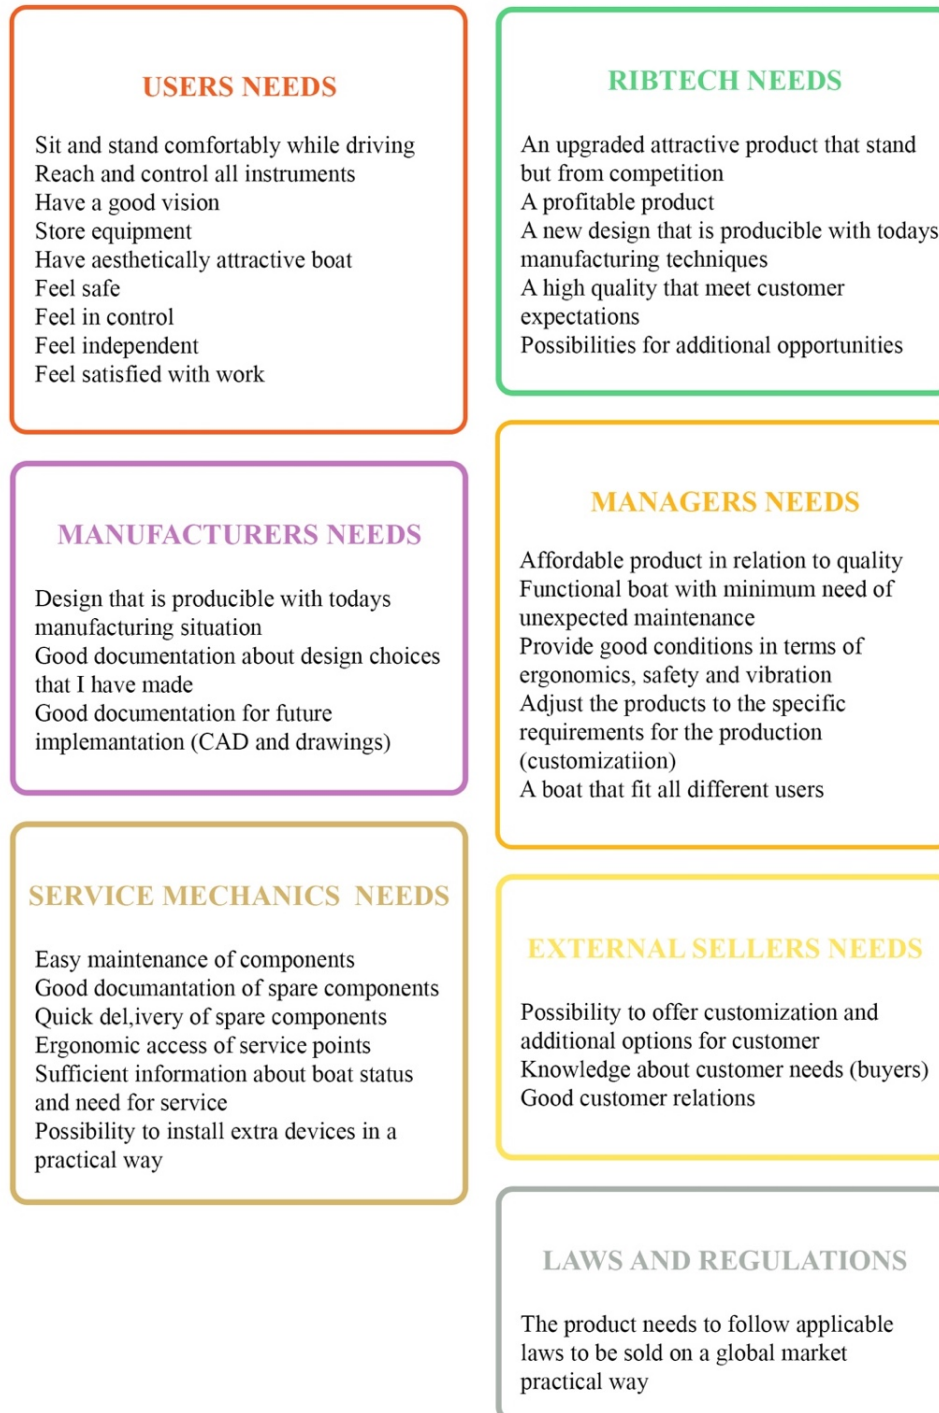 USERS NEEDS
Sit and stand comfortably while driving
Reach and control all instruments
Have a good vision
Store equipment
Have aesthetically attractive boat
Feel safe
Feel in control
Feel independent
Feel satisfied with work
RIBTECH NEEDS
An upgraded attractive product that stand
but from competition
A profitable product
A new design that is producible with todays
manufacturing techniques
A high quality that meet customer
expectations
Possibilities for additional opportunities
MANUFACTURERS NEEDS
Design that is producible with todays
manufacturing situation
Good documentation about design choices
that I have made
Good documentation for future
implemantation (CAD and drawings)
MANAGERS NEEDS
Affordable product in relation to quality
Functional boat with minimum need of
unexpected maintenance
Provide good conditions in terms of
ergonomics, safety and vibration
Adjust the products to the specific
requirements for the production
(customizatiion)
A boat that fit all different users
SERVICE MECHANICS NEEDS
Easy maintenance of components
Good documantation of spare components
Quick del,ivery of spare components
Ergonomic access of service points
Sufficient information about boat status
and need for service
Possibility to install extra devices in a
practical way
EXTERNAL SELLERS NEEDS
Possibility to offer customization and
additional options for customer
Knowledge about customer needs (buyers)
Good customer relations
LAWS AND REGULATIONS
The product needs to follow applicable
laws to be sold on a global market
practical way